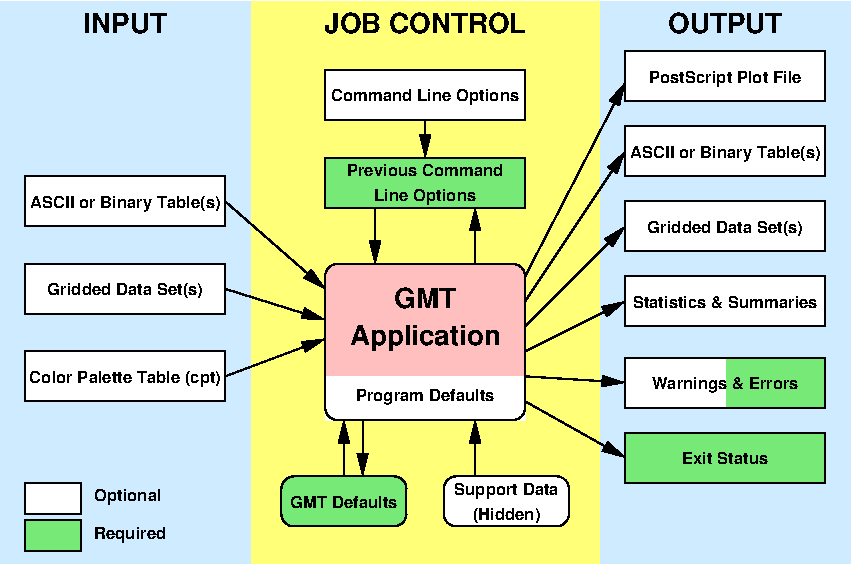 INPUT
JOB CONTROL
OUTPUT
Command Line Options
Previous Command
Line Options
ASCII or Binary Table(s)
Gridded Data Set(s)
Color Palette Table (cpt)
GMT
Application
Program Defaults
GMT Defaults
Support Data
(Hidden)
PostScript Plot File
ASCII or Binary Table(s)
Gridded Data Set(s)
Statistics & Summaries
Warnings & Errors
Exit Status
Optional
Required